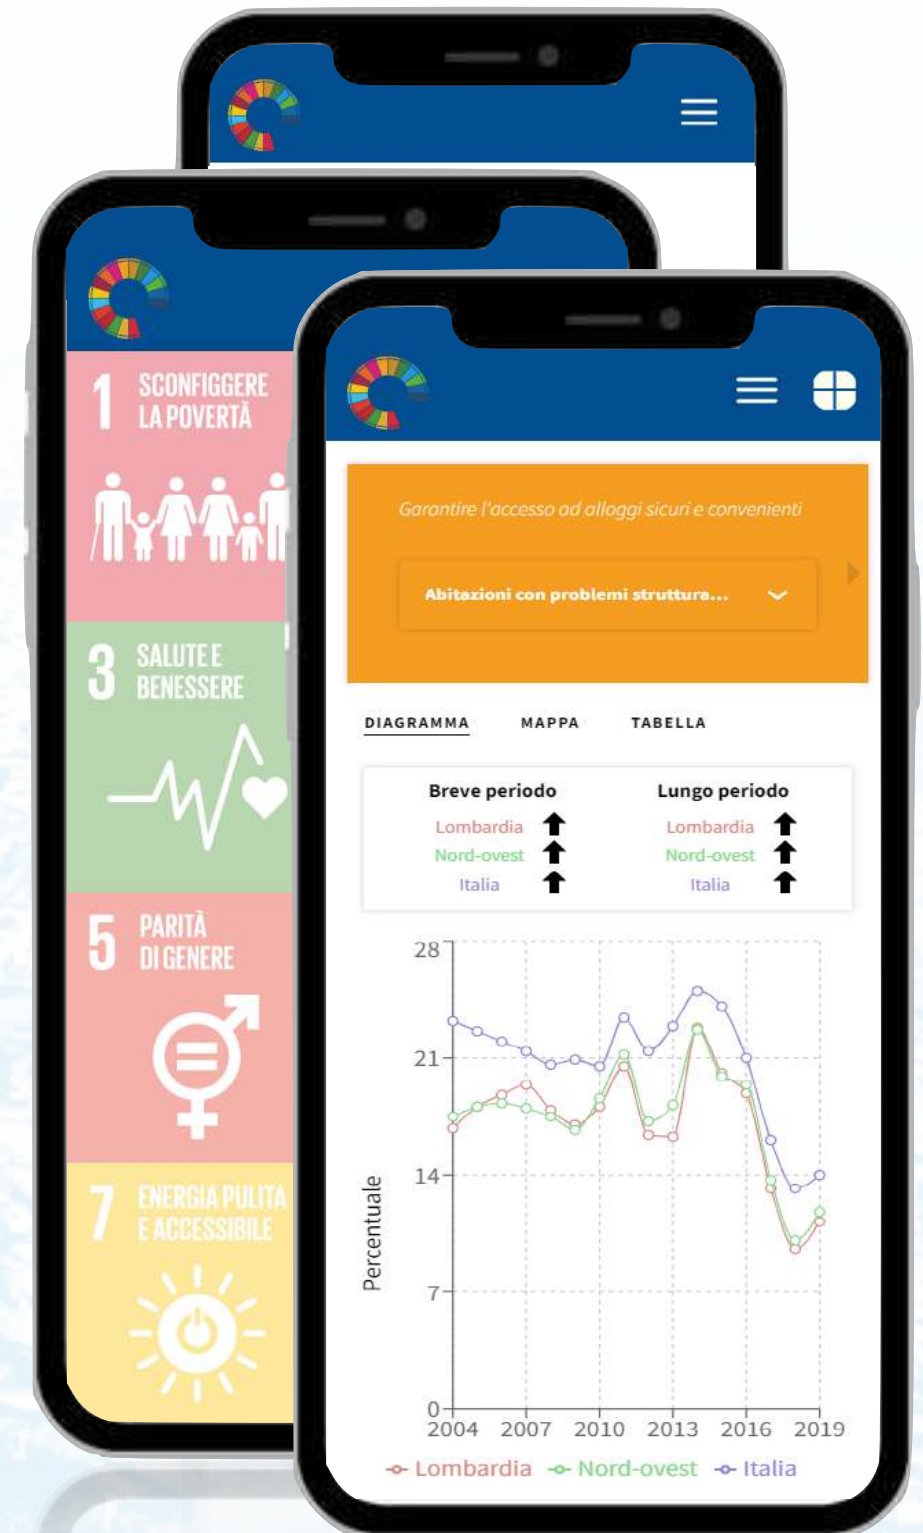 1 SCONFIGGERE
LA POVERTÀ
3 SALUTE E
BENESSERE
5 PARITÀ
DI GENERE
7 ENERGIA PULITA
E ACCESSIBILE
Garantire l'accesso ad alloggi sicuri e convenienti
Abitazioni con problemi struttura...
DIAGRAMMA MAPPA TABELLA
Breve periodo Lungo periodo
Lombardia Lombardia
Nord-ovest Nord-ovest
Italia Italia
28
21
14
7
0
Percentuale
2004 2007 2010 2013 2016 2019
Lombardia Nord-ovest Italia